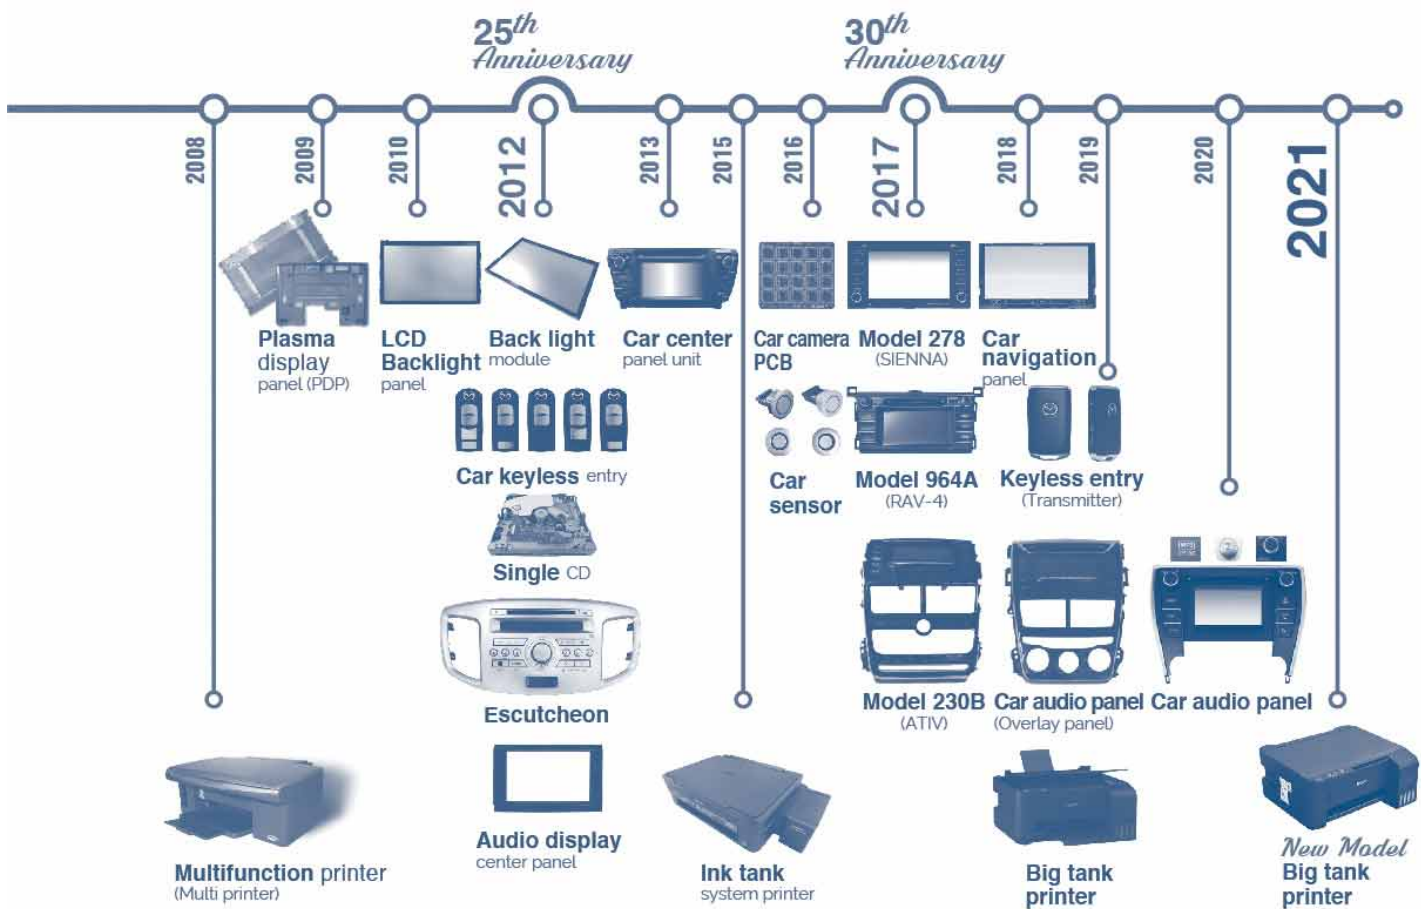 25th
Anniversary
30th
Anniversary
2008
2009
2010
2012
2013
2015
2016
2017
2018
2019
2020
2021
Plasma
display
panel (PDP)
LCD
Backlight
panel
Back light
module
Car center
panel unit
Car camera
PCB
Model 278
(SIENNA)
Car
navigation
panel
Car keyless entry
Car
sensor
Model 964A
(RAV-4)
Keyless entry
(Transmitter)
Single CD
Escutcheon
Model 230B
(ATIV)
Car audio panel
(Overlay panel)
Car audio panel
Multifunction printer
(Multi printer)
Audio display
center panel
Ink tank
system printer
Big tank
printer
New Model
Big tank
printer